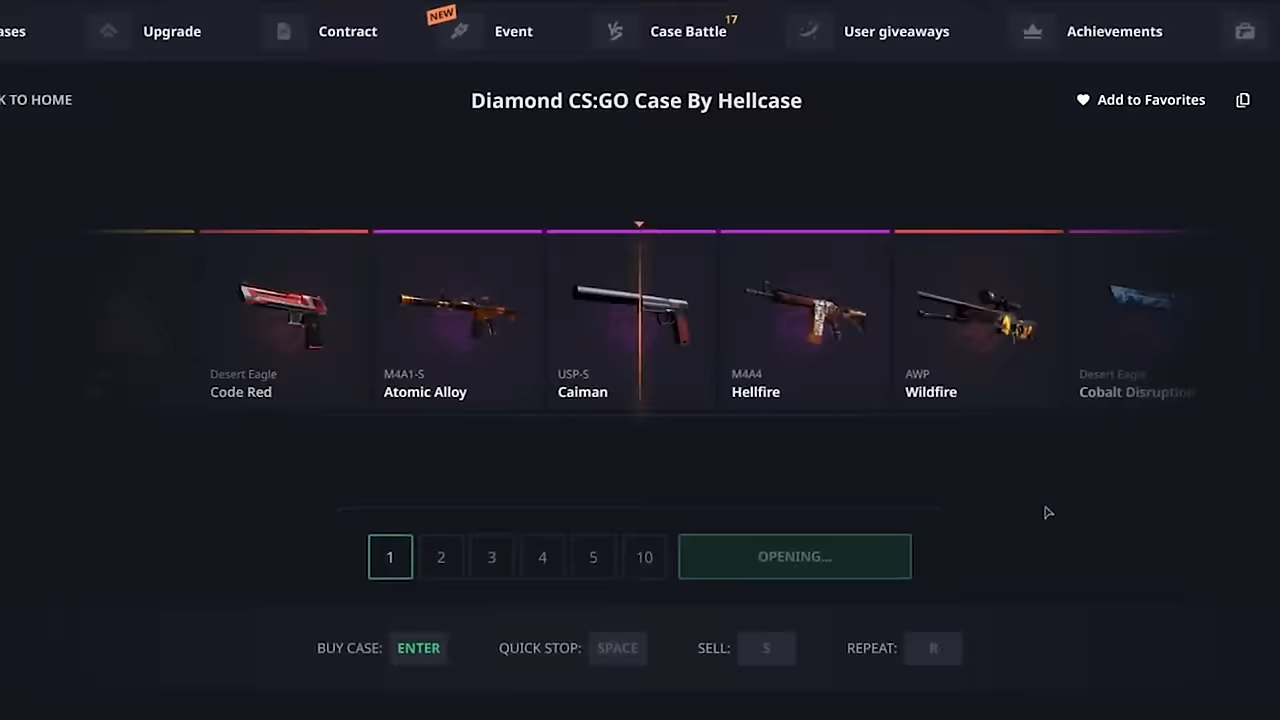 ases
Upgrade
Contract
NEW
Event
Case Battle 17
User giveaways
Achievements
K TO HOME
Diamond CS:GO Case By Hellcase
Add to Favorites
Desert Eagle
Code Red
M4A1-S
Atomic Alloy
USP-S
Caiman
M4A4
Hellfire
AWP
Wildfire
Desert Eagle
Cobalt Disruption
1
2
3
4
5
10
OPENING...
BUY CASE: ENTER
QUICK STOP: SPACE
SELL: S
REPEAT: R